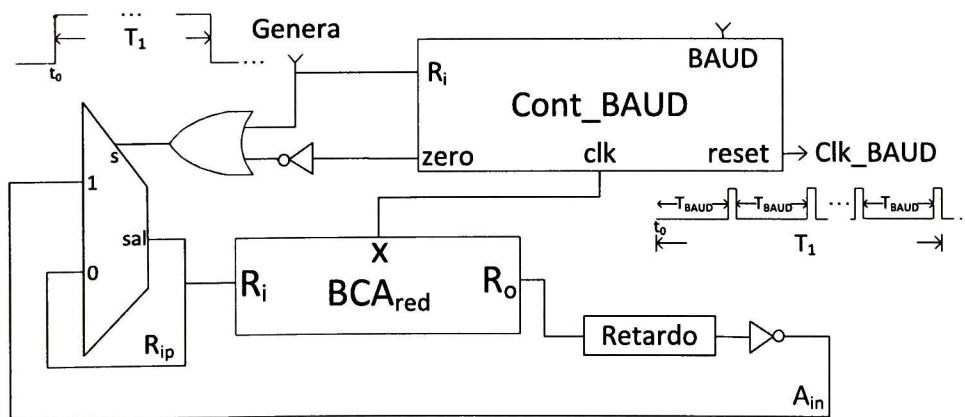 ...
T1
t0
...
Genera
BAUD
Ri
Cont_BAUD
zero
clk
reset
Clk_BAUD
s
1
sal
0
Rip
X
Ri
BCAred
Ro
TBAUD
TBAUD
...
TBAUD
t0
T1
Retardo
Ain